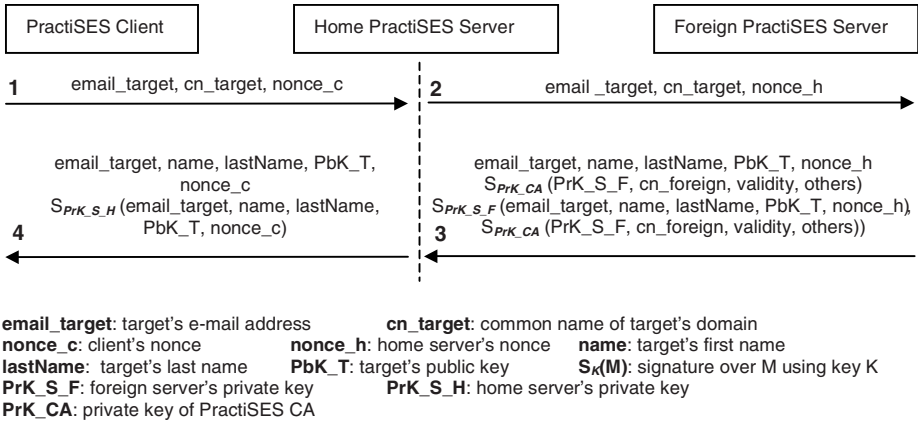 PractiSES Client
Home PractiSES Server
Foreign PractiSES Server
1
email_target, cn_target, nonce_c
2
email _target, cn_target, nonce_h
email_target, name, lastName, PbK_T,
nonce_c
S_PrK_S_H (email_target, name, lastName,
PbK_T, nonce_c)
4
email_target, name, lastName, PbK_T, nonce_h
S_PrK_CA (PrK_S_F, cn_foreign, validity, others)
S_PrK_S_F (email_target, name, lastName, PbK_T, nonce_h),
S_PrK_CA (PrK_S_F, cn_foreign, validity, others))
3
email_target: target's e-mail address cn_target: common name of target's domain
nonce_c: client's nonce nonce_h: home server's nonce name: target's first name
lastName: target's last name PbK_T: target's public key S_K(M): signature over M using key K
PrK_S_F: foreign server's private key PrK_S_H: home server's private key
PrK_CA: private key of PractiSES CA